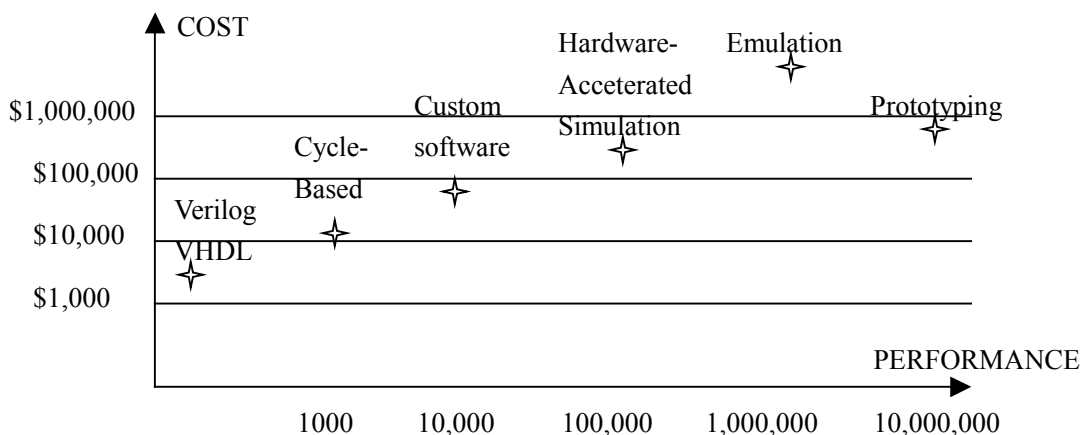 COST
Hardware-
Acceterated
Simulation
Emulation
Custom
software
Prototyping
Cycle-
Based
Verilog
VHDL
$1,000,000
$100,000
$10,000
$1,000
PERFORMANCE
1000 10,000 100,000 1,000,000 10,000,000